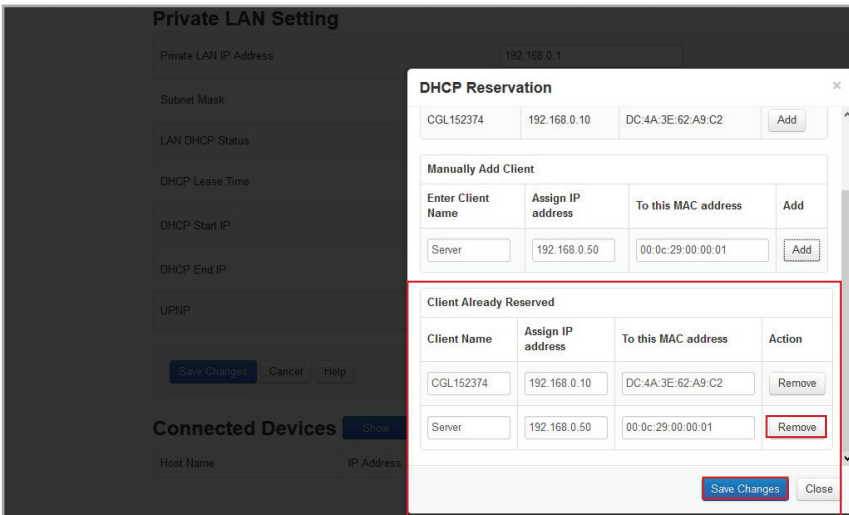 Private LAN Setting
Private LAN IP Address 192.168.0.1
Subnet Mask
LAN DHCP Status
DHCP Lease Time
DHCP Start IP
DHCP End IP
UPNP
Save Changes Cancel Help
Connected Devices Show
Host Name IP Address
DHCP Reservation ×
CGL152374 192.168.0.10 DC:4A:3E:62:A9:C2 Add
Manually Add Client
Enter Client Assign IP
Name address To this MAC address Add
Server 192.168.0.50 00:0c:29:00:00:01 Add
Client Already Reserved
Client Name Assign IP To this MAC address Action
address
CGL152374 192.168.0.10 DC:4A:3E:62:A9:C2 Remove
Server 192.168.0.50 00:0c:29:00:00:01 Remove
Save Changes Close